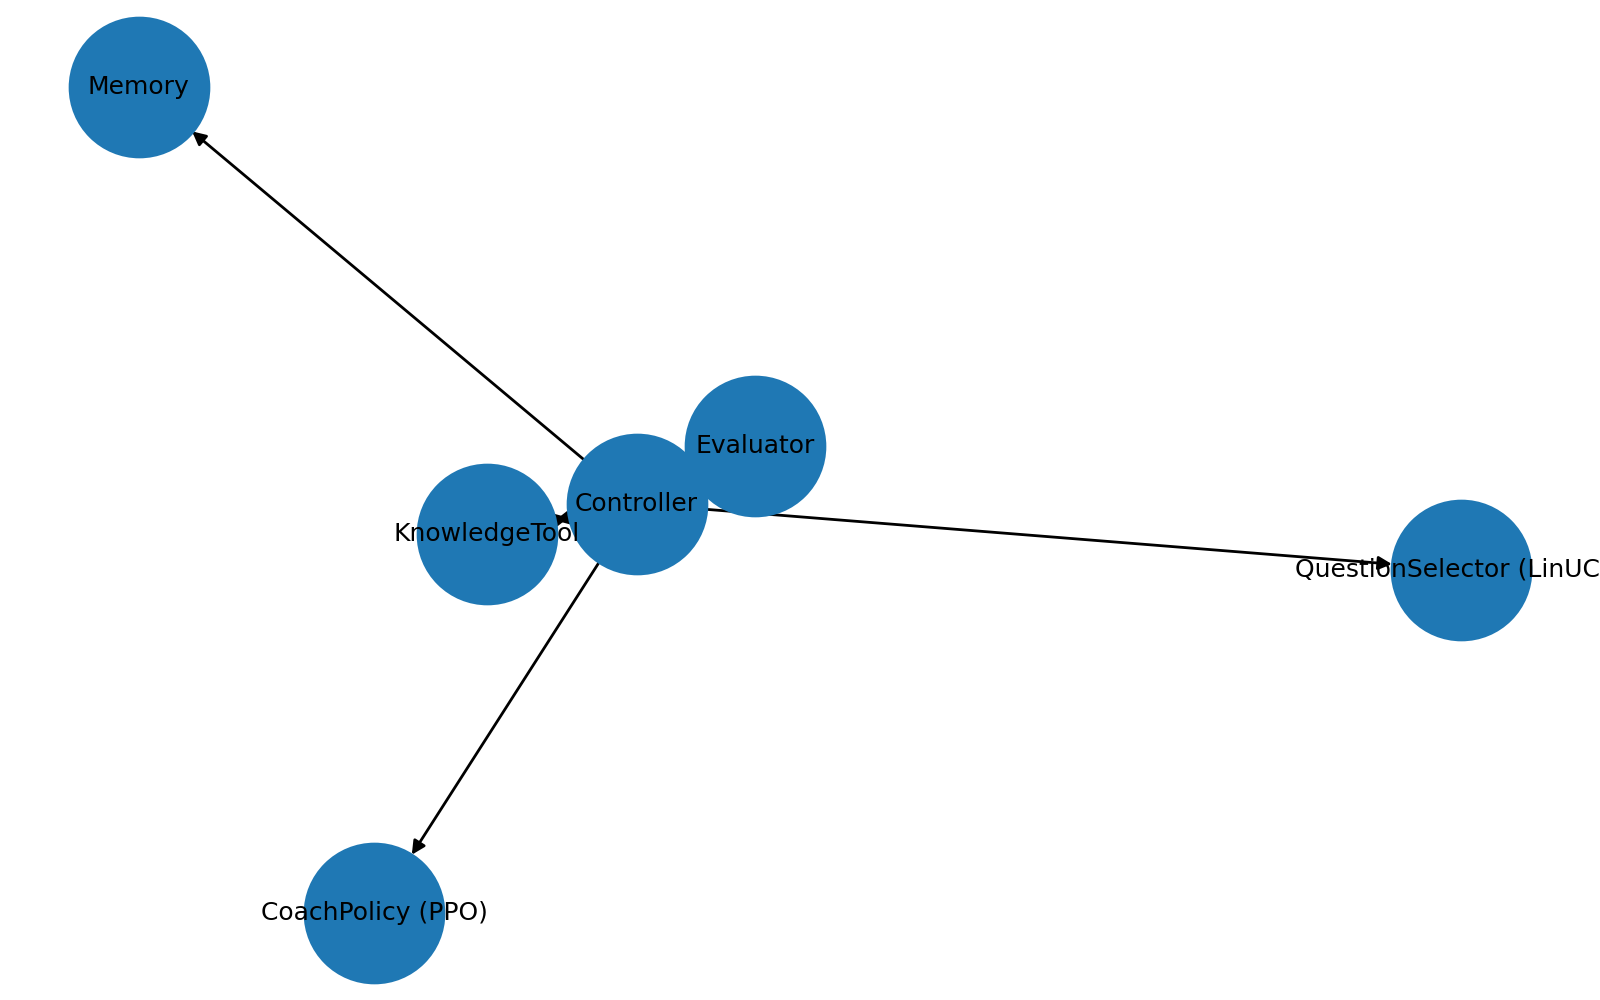 Memory
Evaluator
Controller
KnowledgeTool
QuestionSelector (LinUC
CoachPolicy (PPO)